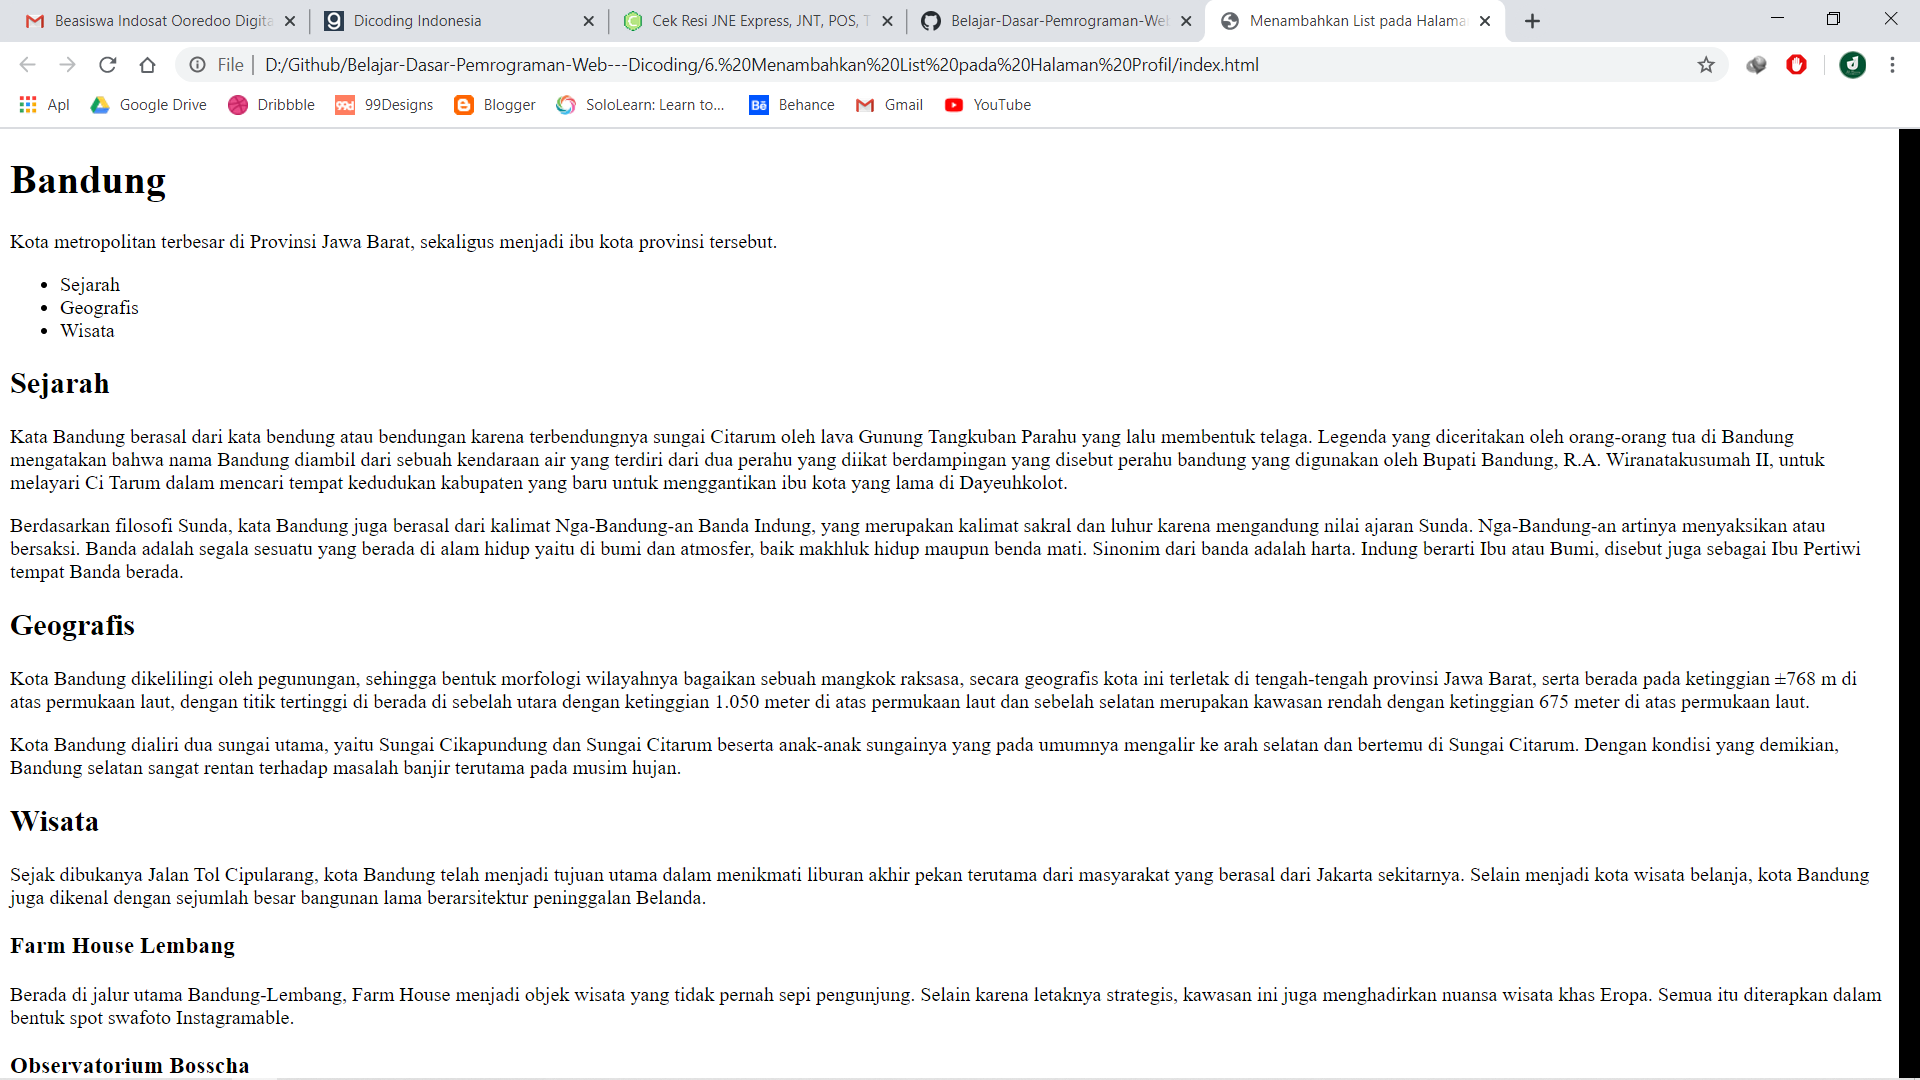 Beasiswa Indosat Ooredoo Digita
Dicoding Indonesia
Cek Resi JNE Express, JNT, POS, T
Belajar-Dasar-Pemrograman-We
Menambahkan List pada Halama
File | D:/Github/Belajar-Dasar-Pemrograman-Web---Dicoding/6.%20Menambahkan%20List%20pada%20Halaman%20Profil/index.html
Apl Google Drive Dribbble 99d 99Designs Blogger SoloLearn: Learn to... Bē Behance Gmail YouTube
Bandung
Kota metropolitan terbesar di Provinsi Jawa Barat, sekaligus menjadi ibu kota provinsi tersebut.
• Sejarah
• Geografis
• Wisata
Sejarah
Kata Bandung berasal dari kata bendung atau bendungan karena terbendungnya sungai Citarum oleh lava Gunung Tangkuban Parahu yang lalu membentuk telaga. Legenda yang diceritakan oleh orang-orang tua di Bandung
mengatakan bahwa nama Bandung diambil dari sebuah kendaraan air yang terdiri dari dua perahu yang diikat berdampingan yang disebut perahu bandung yang digunakan oleh Bupati Bandung, R.A. Wiranatakusumah II, untuk
melayari Ci Tarum dalam mencari tempat kedudukan kabupaten yang baru untuk menggantikan ibu kota yang lama di Dayeuhkolot.
Berdasarkan filosofi Sunda, kata Bandung juga berasal dari kalimat Nga-Bandung-an Banda Indung, yang merupakan kalimat sakral dan luhur karena mengandung nilai ajaran Sunda. Nga-Bandung-an artinya menyaksikan atau
bersaksi. Banda adalah segala sesuatu yang berada di alam hidup yaitu di bumi dan atmosfer, baik makhluk hidup maupun benda mati. Sinonim dari banda adalah harta. Indung berarti Ibu atau Bumi, disebut juga sebagai Ibu Pertiwi
tempat Banda berada.
Geografis
Kota Bandung dikelilingi oleh pegunungan, sehingga bentuk morfologi wilayahnya bagaikan sebuah mangkok raksasa, secara geografis kota ini terletak di tengah-tengah provinsi Jawa Barat, serta berada pada ketinggian ±768 m di
atas permukaan laut, dengan titik tertinggi di berada di sebelah utara dengan ketinggian 1.050 meter di atas permukaan laut dan sebelah selatan merupakan kawasan rendah dengan ketinggian 675 meter di atas permukaan laut.
Kota Bandung dialiri dua sungai utama, yaitu Sungai Cikapundung dan Sungai Citarum beserta anak-anak sungainya yang pada umumnya mengalir ke arah selatan dan bertemu di Sungai Citarum. Dengan kondisi yang demikian,
Bandung selatan sangat rentan terhadap masalah banjir terutama pada musim hujan.
Wisata
Sejak dibukanya Jalan Tol Cipularang, kota Bandung telah menjadi tujuan utama dalam menikmati liburan akhir pekan terutama dari masyarakat yang berasal dari Jakarta sekitarnya. Selain menjadi kota wisata belanja, kota Bandung
juga dikenal dengan sejumlah besar bangunan lama berarsitektur peninggalan Belanda.
Farm House Lembang
Berada di jalur utama Bandung-Lembang, Farm House menjadi objek wisata yang tidak pernah sepi pengunjung. Selain karena letaknya strategis, kawasan ini juga menghadirkan nuansa wisata khas Eropa. Semua itu diterapkan dalam
bentuk spot swafoto Instagramable.
Observatorium Bosscha